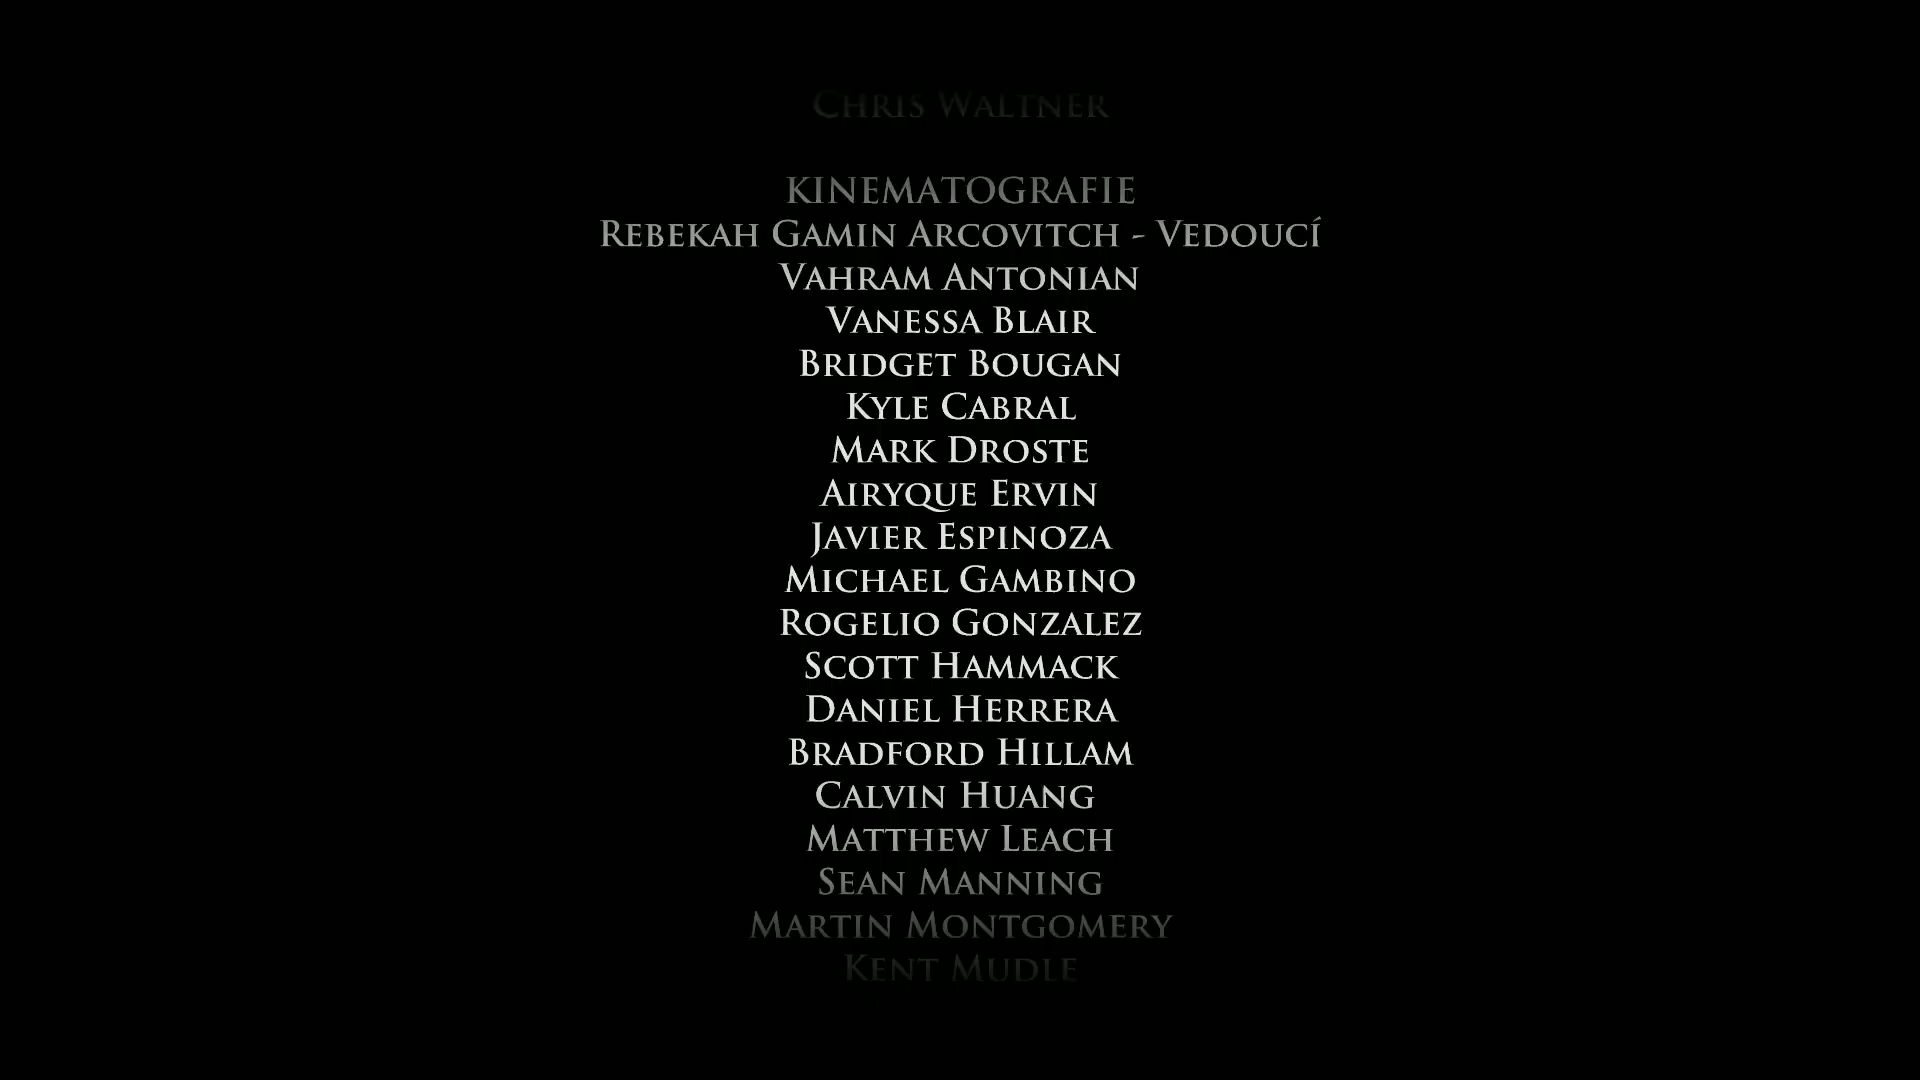 Chris Waltner
KINEMATOGRAFIE
Rebekah Gamin Arcovitch - Vedoucí
Vahram Antonian
Vanessa Blair
Bridget Bougan
Kyle Cabral
Mark Droste
Airyque Ervin
Javier Espinoza
Michael Gambino
Rogelio Gonzalez
Scott Hammack
Daniel Herrera
Bradford Hillam
Calvin Huang
Matthew Leach
Sean Manning
Martin Montgomery
Kent Mudle